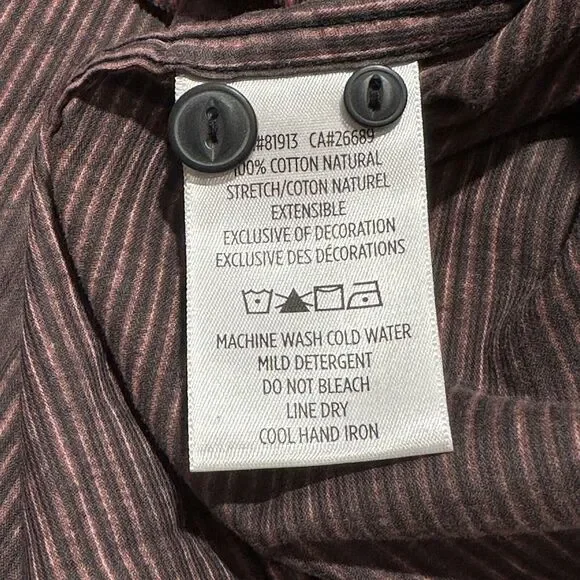 #81913 CA#26689
100% COTTON NATURAL
STRETCH/COTON NATUREL
EXTENSIBLE
EXCLUSIVE OF DECORATION
EXCLUSIVE DES DÉCORATIONS
MACHINE WASH COLD WATER
MILD DETERGENT
DO NOT BLEACH
LINE DRY
COOL HAND IRON